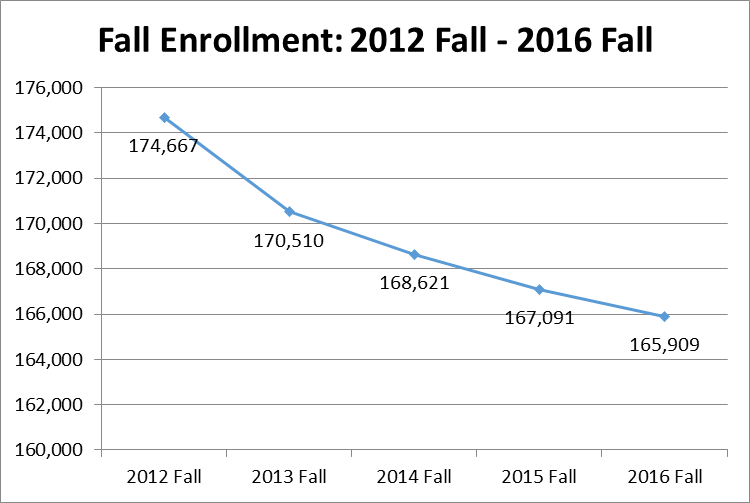 Fall Enrollment: 2012 Fall - 2016 Fall
176,000
174,000
172,000
170,000
168,000
166,000
164,000
162,000
160,000
174,667
170,510
168,621
167,091
165,909
2012 Fall
2013 Fall
2014 Fall
2015 Fall
2016 Fall